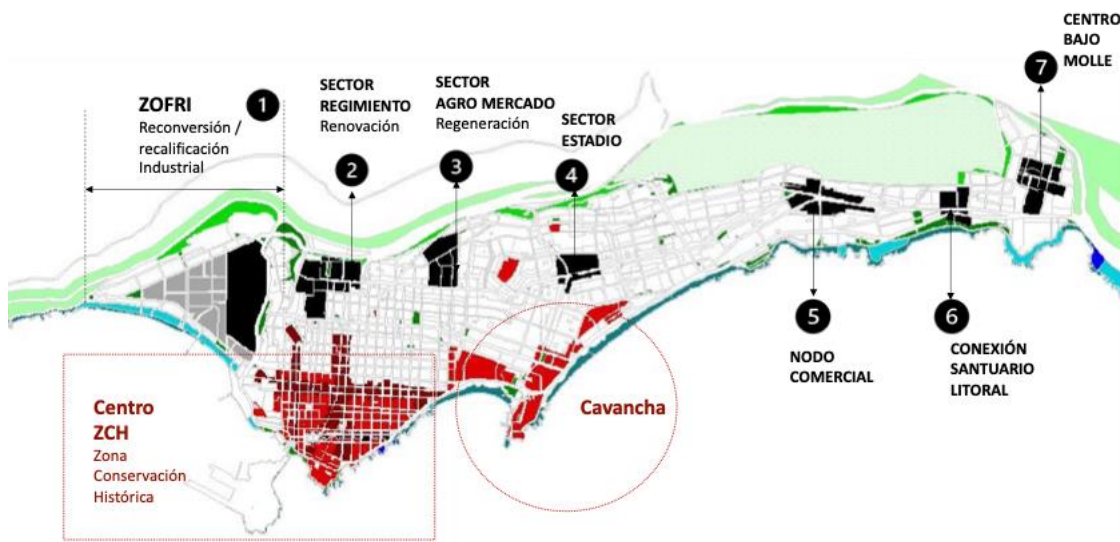 ZOFRI
Reconversión /
recalificación
Industrial
1
SECTOR
REGIMIENTO
Renovación
2
SECTOR
AGRO MERCADO
Regeneración
3
SECTOR
ESTADIO
4
CENTRO
BAJO
MOLLE
7
5
NODO
COMERCIAL
6
CONEXIÓN
SANTUARIO
LITORAL
Centro
ZCH
Zona
Conservación
Histórica
Cavancha